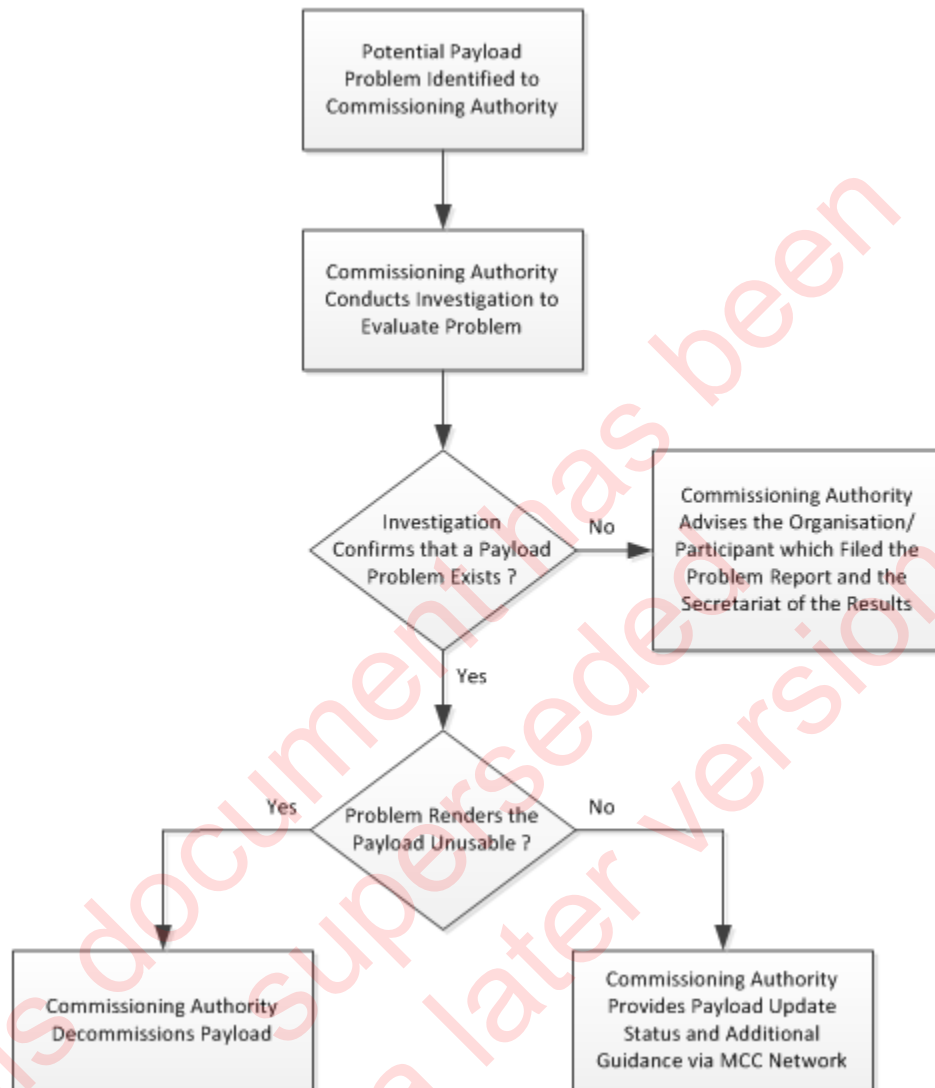 Potential Payload
Problem Identified to
Commissioning Authority
Commissioning Authority
Conducts Investigation to
Evaluate Problem
Investigation
Confirms that a Payload
Problem Exists ?
No
Commissioning Authority
Advises the Organisation/
Participant which Filed the
Problem Report and the
Secretariat of the Results
Yes
Problem Renders the
Payload Unusable ?
Yes
No
Commissioning Authority
Decommissions Payload
Commissioning Authority
Provides Payload Update
Status and Additional
Guidance via MCC Network
document has been
superseded
a later version